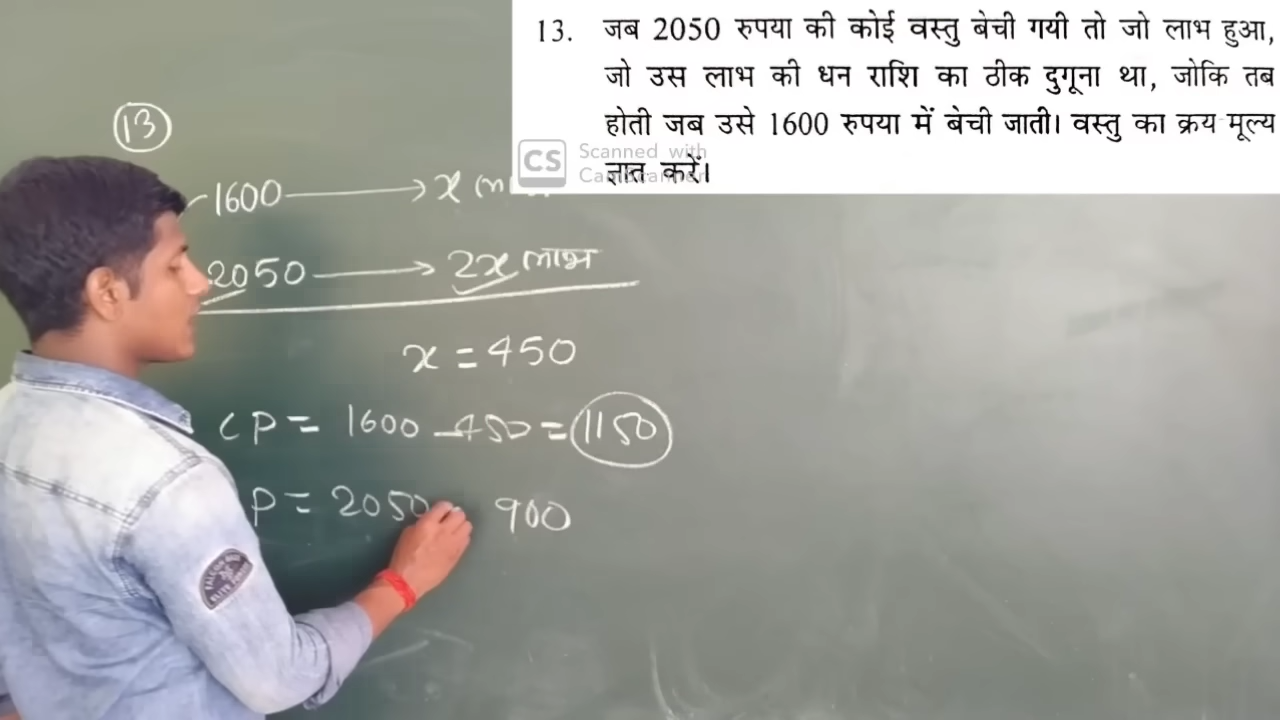 13. जब 2050 रुपया की कोई वस्तु बेची गयी तो जो लाभ हुआ,
जो उस लाभ की धन राशि का ठीक दुगूना था, जोकि तब
होती जब उसे 1600 रुपया में बेची जाती। वस्तु का क्रय मूल्य
ज्ञात करें।
CS Scanned with
CamScanner
13
1600 → x
2050 → 2x लाभ
x = 450
CP = 1600 - 450 = 1150
P = 2050 900